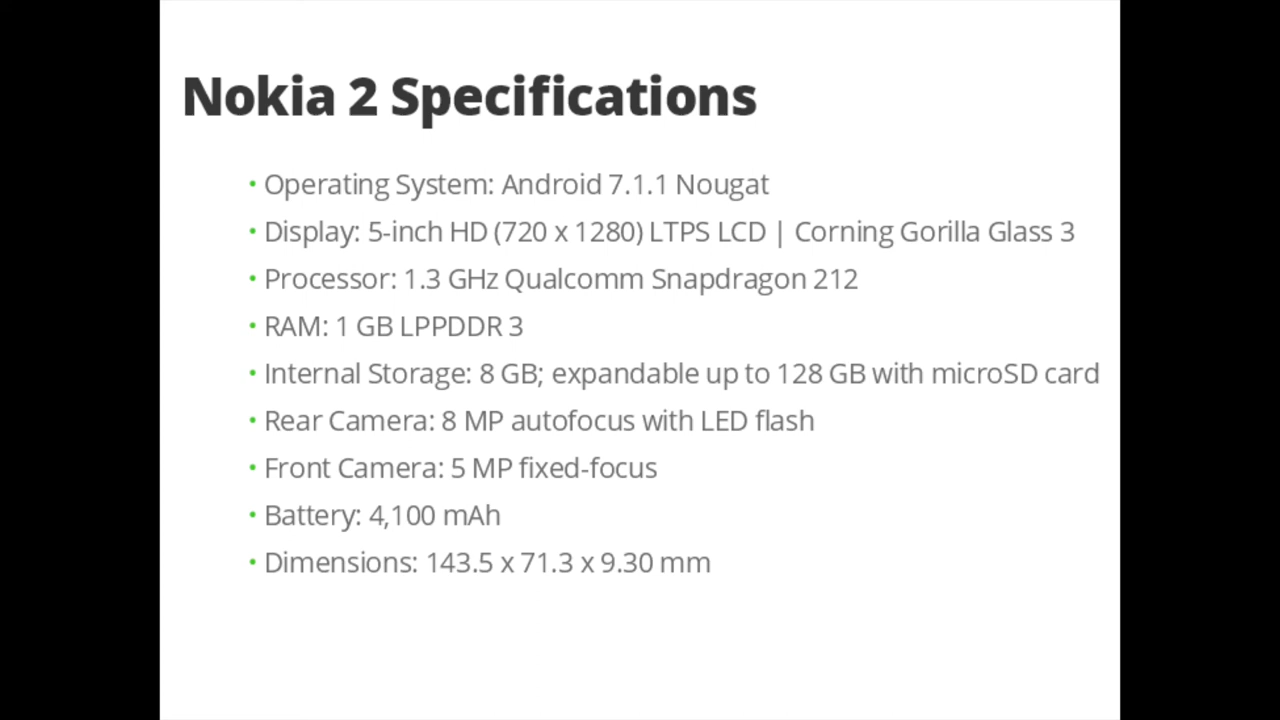 Nokia 2 Specifications
• Operating System: Android 7.1.1 Nougat
• Display: 5-inch HD (720 x 1280) LTPS LCD | Corning Gorilla Glass 3
• Processor: 1.3 GHz Qualcomm Snapdragon 212
• RAM: 1 GB LPPDDR 3
• Internal Storage: 8 GB; expandable up to 128 GB with microSD card
• Rear Camera: 8 MP autofocus with LED flash
• Front Camera: 5 MP fixed-focus
• Battery: 4,100 mAh
• Dimensions: 143.5 x 71.3 x 9.30 mm